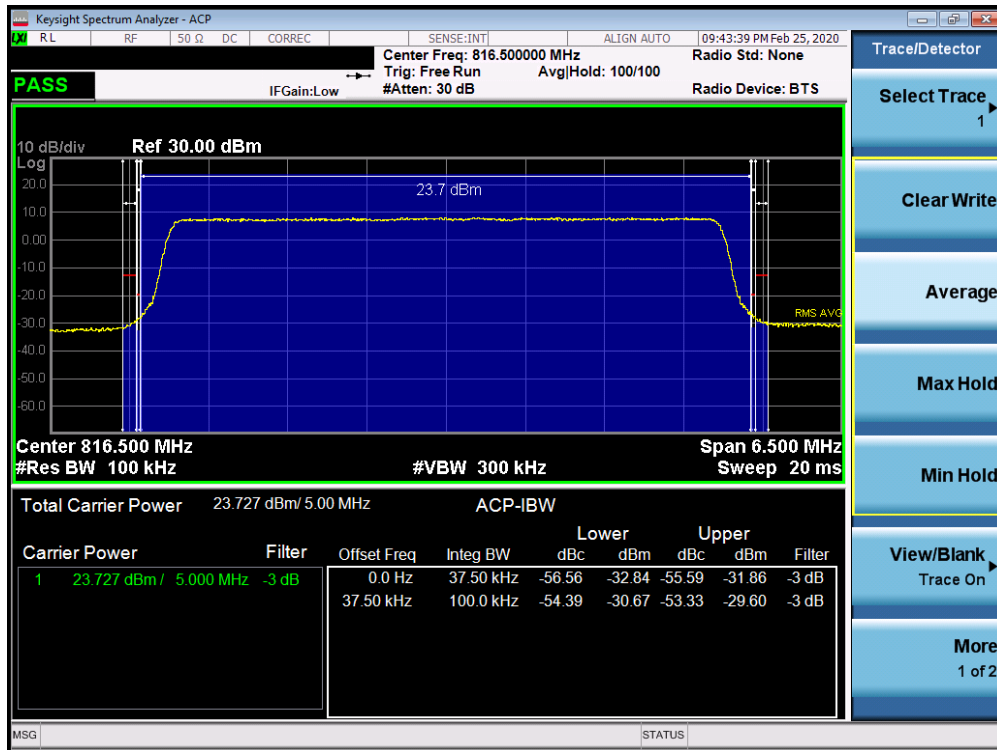 Keysight Spectrum Analyzer - ACP
LXI RL RF 50 Ω DC CORREC SENSE:INT ALIGN AUTO 09:43:39 PM Feb 25, 2020
Center Freq: 816.500000 MHz Radio Std: None
Trig: Free Run Avg|Hold: 100/100
PASS IFGain:Low #Atten: 30 dB Radio Device: BTS
10 dB/div Ref 30.00 dBm
Log
20.0
23.7 dBm
10.0
0.00
-10.0
-20.0
RMS AVG
-30.0
-40.0
-50.0
-60.0
Center 816.500 MHz Span 6.500 MHz
#Res BW 100 kHz #VBW 300 kHz Sweep 20 ms
Total Carrier Power 23.727 dBm/ 5.00 MHz ACP-IBW
Lower Upper
Carrier Power Filter Offset Freq Integ BW dBc dBm dBc dBm Filter
1 23.727 dBm / 5.000 MHz -3 dB 0.0 Hz 37.50 kHz -56.56 -32.84 -55.59 -31.86 -3 dB
37.50 kHz 100.0 kHz -54.39 -30.67 -53.33 -29.60 -3 dB
MSG STATUS
Trace/Detector
Select Trace
1
Clear Write
Average
Max Hold
Min Hold
View/Blank
Trace On
More
1 of 2